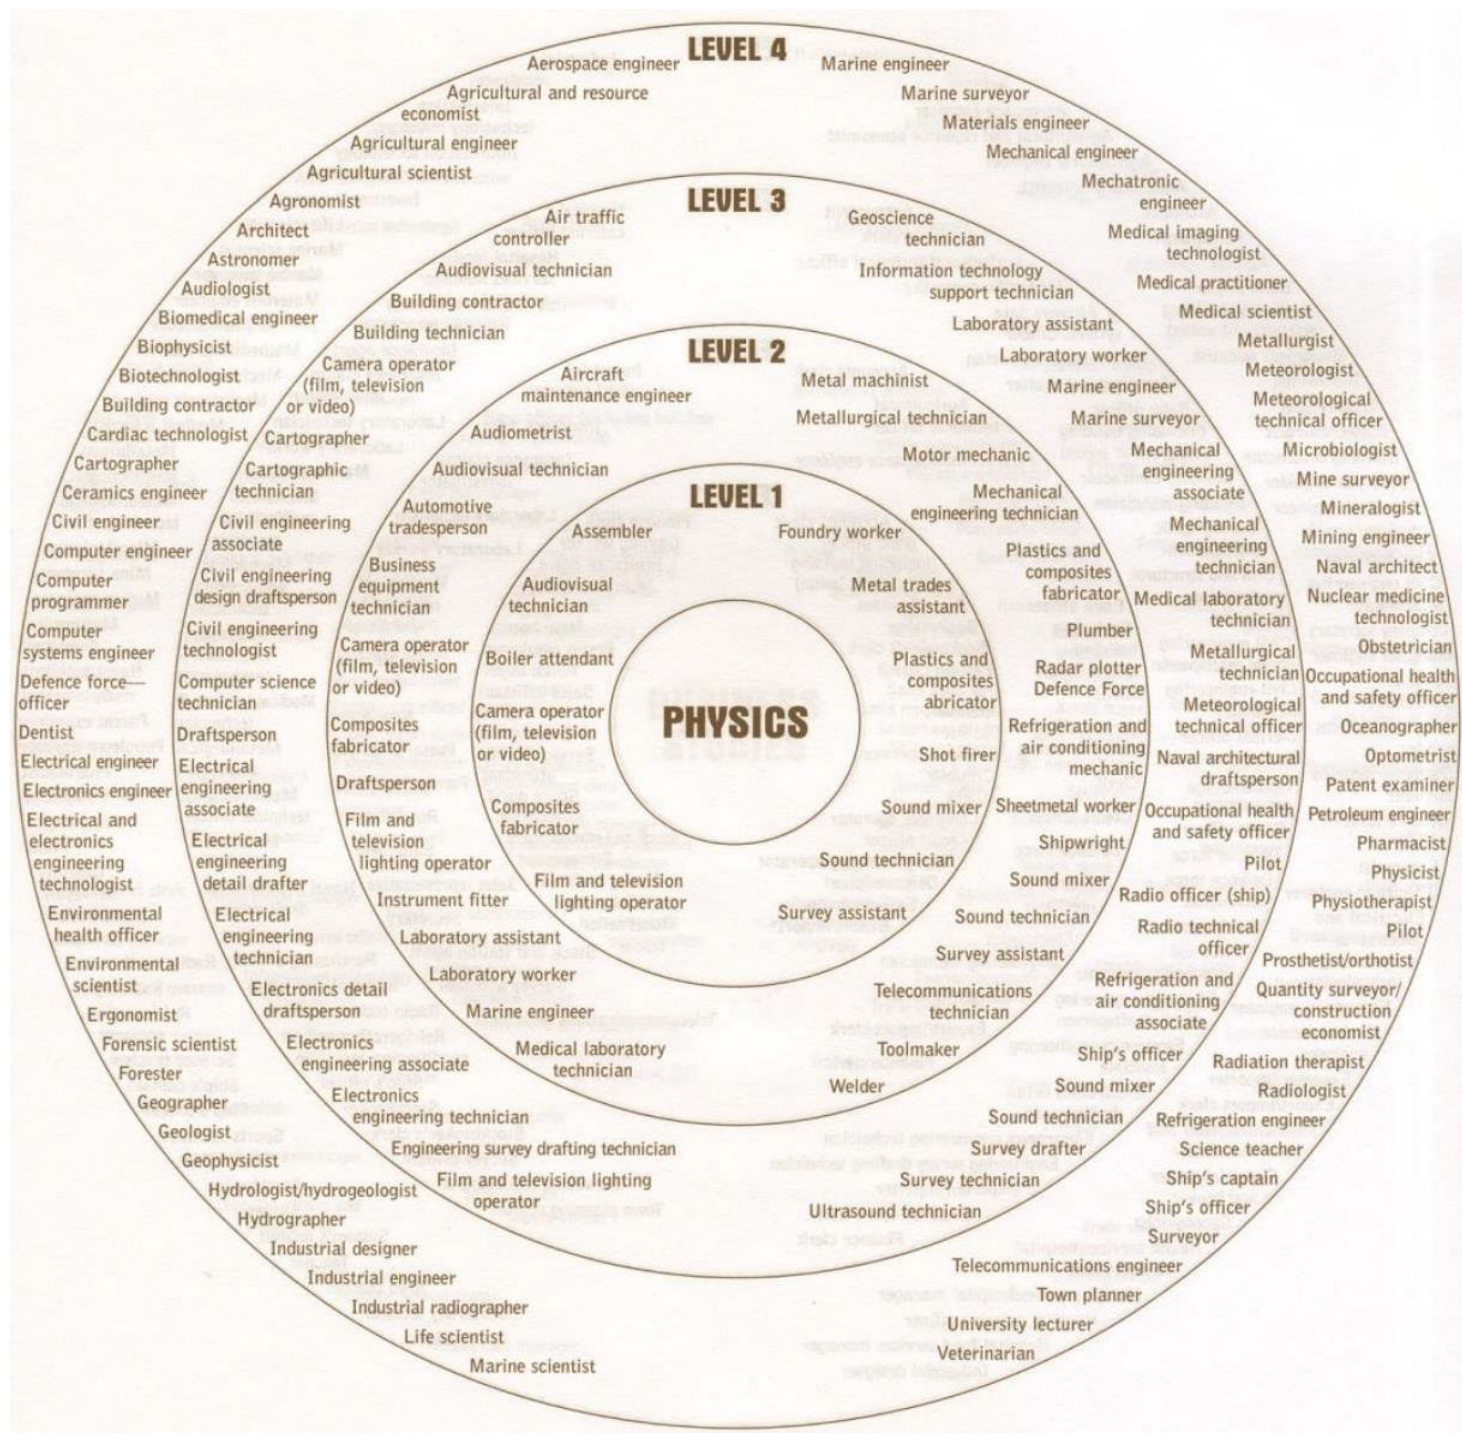 LEVEL 4
Aerospace engineer
Agricultural and resource
economist
Agricultural engineer
Agricultural scientist
Agronomist
Architect
Astronomer
Audiologist
Biomedical engineer
Biophysicist
Biotechnologist
Building contractor
Cardiac technologist
Cartographer
Ceramics engineer
Civil engineer
Computer engineer
Computer
programmer
Computer
systems engineer
Defence force—
officer
Dentist
Electrical engineer
Electronics engineer
Electrical and
electronics
engineering
technologist
Environmental
health officer
Environmental
scientist
Ergonomist
Forensic scientist
Forester
Geographer
Geologist
Geophysicist
Hydrologist/hydrogeologist
Hydrographer
Industrial designer
Industrial engineer
Industrial radiographer
Life scientist
Marine scientist
Marine engineer
Marine surveyor
Materials engineer
Mechanical engineer
Mechatronic
engineer
Medical imaging
technologist
Medical practitioner
Medical scientist
Metallurgist
Meteorologist
Meteorological
technical officer
Microbiologist
Mine surveyor
Mineralogist
Mining engineer
Naval architect
Nuclear medicine
technologist
Obstetrician
Occupational health
and safety officer
Oceanographer
Optometrist
Patent examiner
Petroleum engineer
Pharmacist
Physicist
Physiotherapist
Pilot
Prosthetist/orthotist
Quantity surveyor/
construction
economist
Radiation therapist
Radiologist
Refrigeration engineer
Science teacher
Ship's captain
Ship's officer
Surveyor
Telecommunications engineer
Town planner
University lecturer
Veterinarian
LEVEL 3
Air traffic
controller
Audiovisual technician
Building contractor
Building technician
Camera operator
(film, television
or video)
Cartographer
Cartographic
technician
Civil engineering
associate
Civil engineering
design draftsperson
Civil engineering
technologist
Computer science
technician
Draftsperson
Electrical
engineering
associate
Electrical
engineering
detail drafter
Electrical
engineering
technician
Electronics detail
draftsperson
Electronics
engineering associate
Electronics
engineering technician
Engineering survey drafting technician
Film and television lighting
operator
Geoscience
technician
Information technology
support technician
Laboratory assistant
Laboratory worker
Marine engineer
Marine surveyor
Mechanical
engineering
associate
Mechanical
engineering
technician
Medical laboratory
technician
Metallurgical
technician
Meteorological
technical officer
Naval architectural
draftsperson
Occupational health
and safety officer
Pilot
Radio officer (ship)
Radio technical
officer
Refrigeration and
air conditioning
associate
Ship's officer
Sound mixer
Sound technician
Survey drafter
Survey technician
Ultrasound technician
LEVEL 2
Aircraft
maintenance engineer
Audiometrist
Audiovisual technician
Automotive
tradesperson
Business
equipment
technician
Camera operator
(film, television
or video)
Composites
fabricator
Draftsperson
Film and
television
lighting operator
Instrument fitter
Laboratory assistant
Laboratory worker
Marine engineer
Medical laboratory
technician
Metal machinist
Metallurgical technician
Motor mechanic
Mechanical
engineering technician
Plastics and
composites
fabricator
Plumber
Radar plotter
Defence Force
Refrigeration and
air conditioning
mechanic
Sheetmetal worker
Shipwright
Sound mixer
Sound technician
Survey assistant
Telecommunications
technician
Toolmaker
Welder
LEVEL 1
Assembler
Audiovisual
technician
Boiler attendant
Camera operator
(film, television
or video)
Composites
fabricator
Film and television
lighting operator
Foundry worker
Metal trades
assistant
Plastics and
composites
abricator
Shot firer
Sound mixer
Sound technician
Survey assistant
PHYSICS